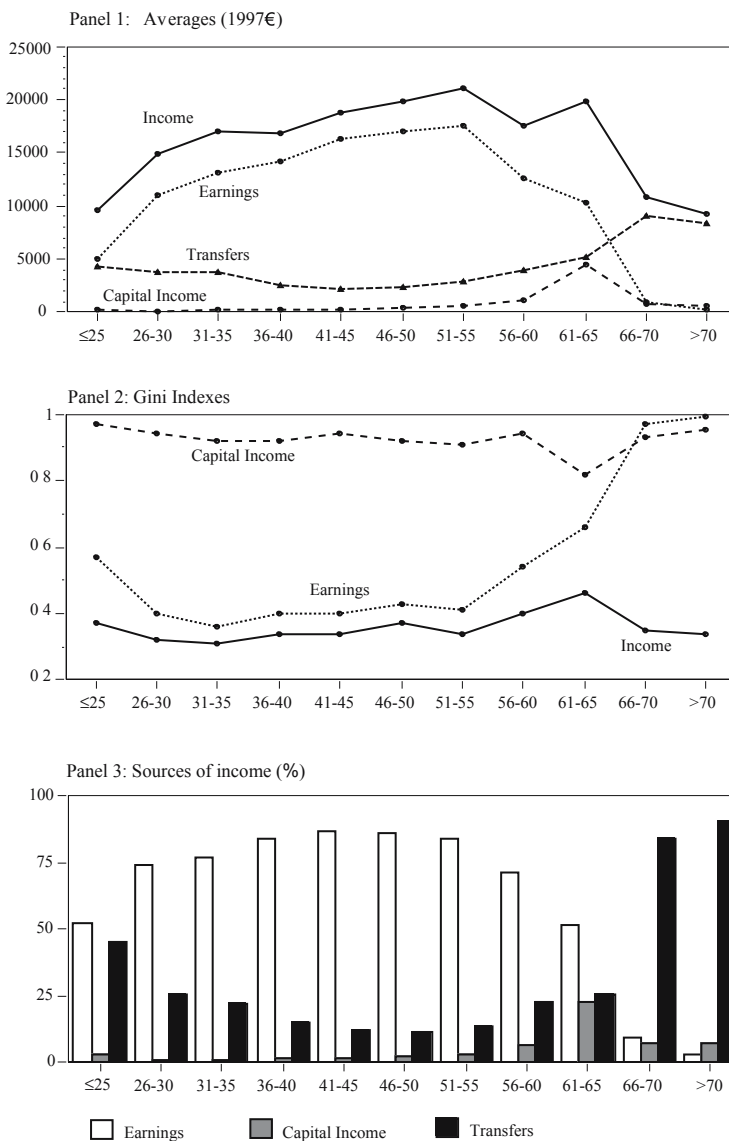 Panel 1: Averages (1997€)
25000
20000
15000
10000
5000
0
Income
Earnings
Transfers
Capital Income
≤25 26-30 31-35 36-40 41-45 46-50 51-55 56-60 61-65 66-70 >70
Panel 2: Gini Indexes
1
0 8
0 6
0 4
0 2
Capital Income
Earnings
Income
≤25 26-30 31-35 36-40 41-45 46-50 51-55 56-60 61-65 66-70 >70
Panel 3: Sources of income (%)
100
75
50
25
0
≤25 26-30 31-35 36-40 41-45 46-50 51-55 56-60 61-65 66-70 >70
Earnings Capital Income Transfers